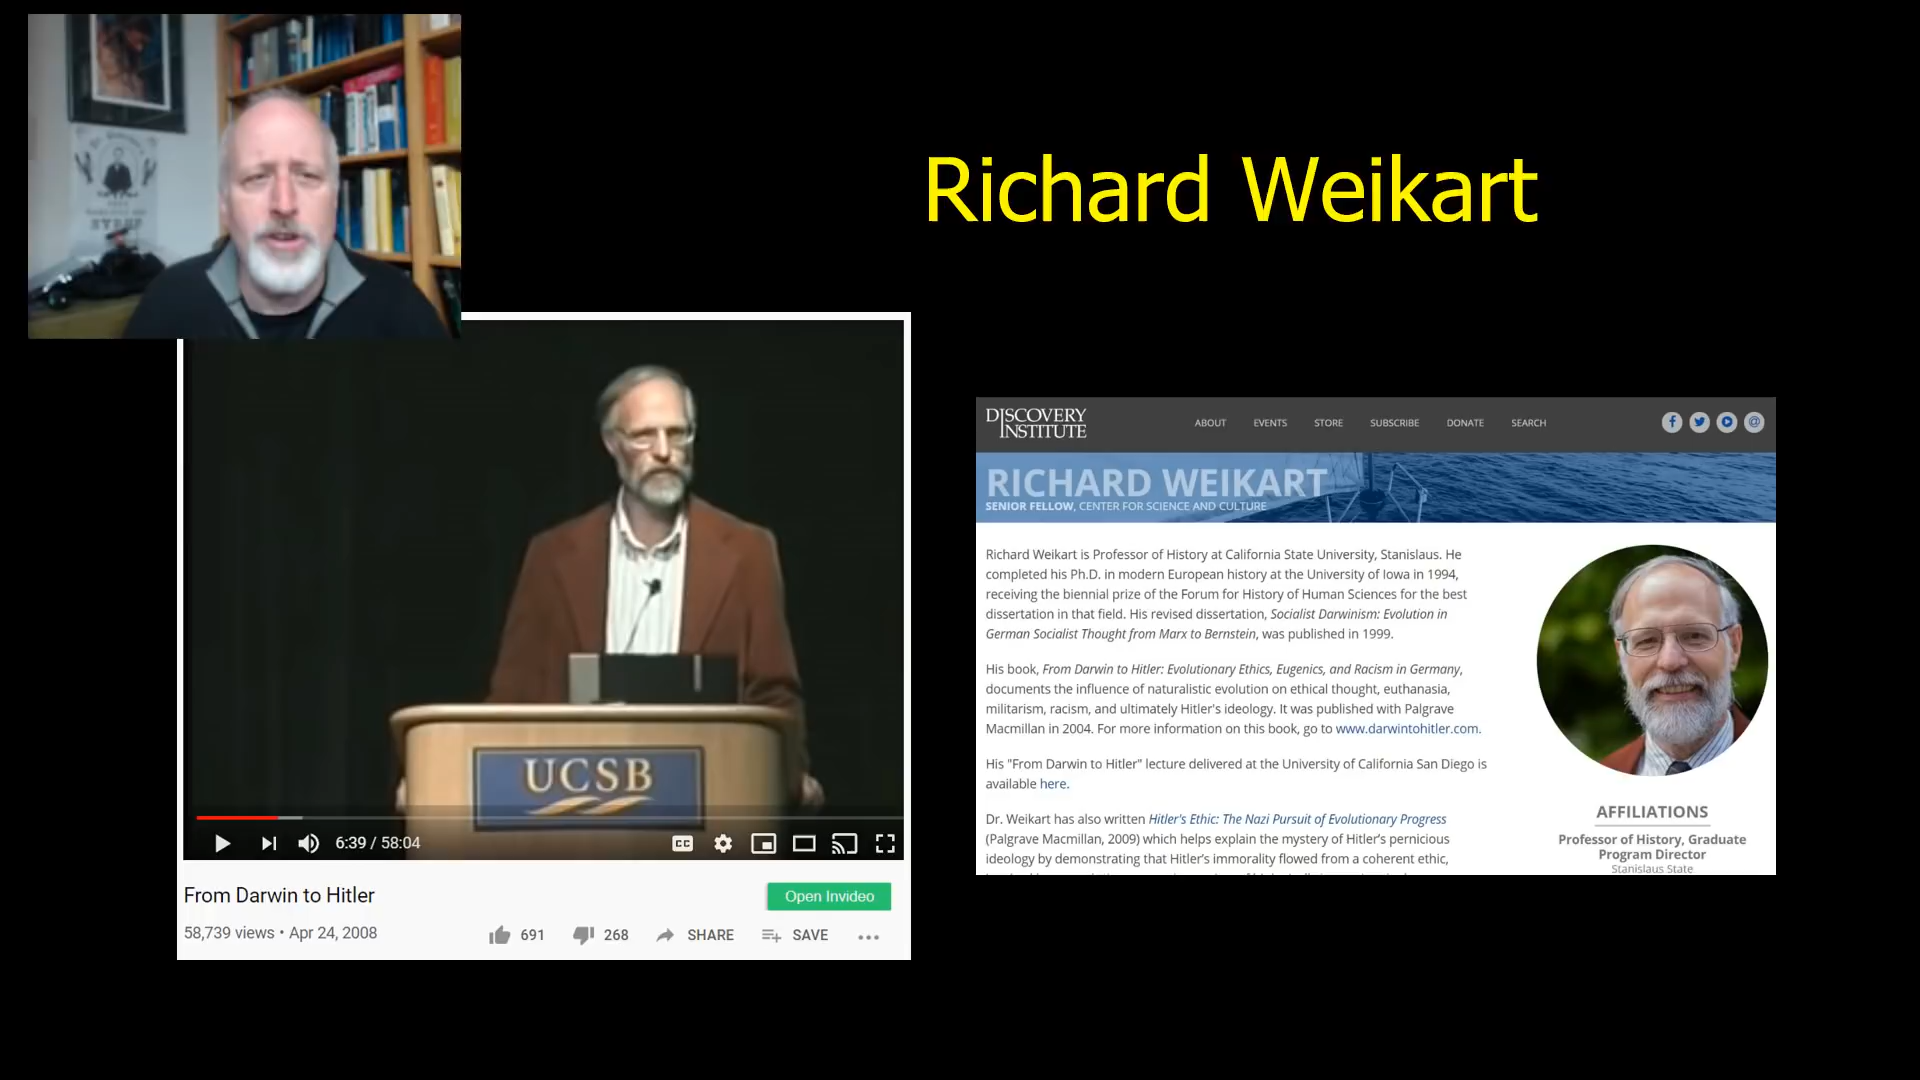 Richard Weikart
UCSB
6:39 / 58:04
CC
From Darwin to Hitler
Open Invideo
58,739 views • Apr 24, 2008
691
268
SHARE
SAVE
DISCOVERY
INSTITUTE
ABOUT
EVENTS
STORE
SUBSCRIBE
DONATE
SEARCH
RICHARD WEIKART
SENIOR FELLOW, CENTER FOR SCIENCE AND CULTURE
Richard Weikart is Professor of History at California State University, Stanislaus. He
completed his Ph.D. in modern European history at the University of Iowa in 1994,
receiving the biennial prize of the Forum for History of Human Sciences for the best
dissertation in that field. His revised dissertation, Socialist Darwinism: Evolution in
German Socialist Thought from Marx to Bernstein, was published in 1999.
His book, From Darwin to Hitler: Evolutionary Ethics, Eugenics, and Racism in Germany,
documents the influence of naturalistic evolution on ethical thought, euthanasia,
militarism, racism, and ultimately Hitler's ideology. It was published with Palgrave
Macmillan in 2004. For more information on this book, go to www.darwintohitler.com.
His "From Darwin to Hitler" lecture delivered at the University of California San Diego is
available here.
Dr. Weikart has also written Hitler's Ethic: The Nazi Pursuit of Evolutionary Progress
(Palgrave Macmillan, 2009) which helps explain the mystery of Hitler's pernicious
ideology by demonstrating that Hitler's immorality flowed from a coherent ethic,
AFFILIATIONS
Professor of History, Graduate
Program Director
Stanislaus State